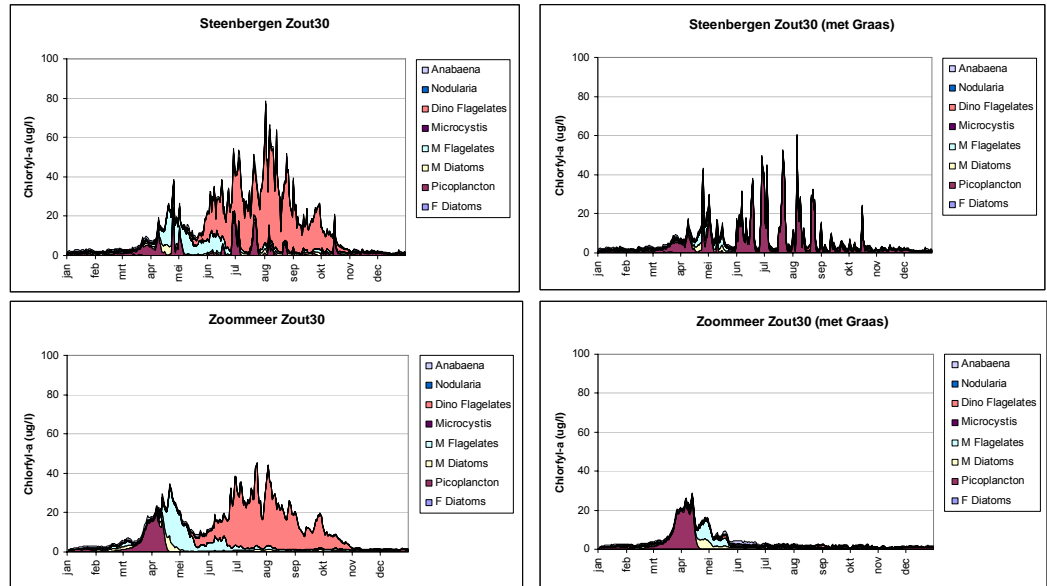 Steenbergen Zout30
Chlorfyl-a (ug/l)
100
80
60
40
20
0
jan feb mrt apr mei jun jul aug sep okt nov dec
Anabaena
Nodularia
Dino Flagelates
Microcystis
M Flagelates
M Diatoms
Picoplancton
F Diatoms
Steenbergen Zout30 (met Graas)
Chlorfyl-a (ug/l)
100
80
60
40
20
0
jan feb mrt apr mei jun jul aug sep okt nov dec
Anabaena
Nodularia
Dino Flagelates
Microcystis
M Flagelates
M Diatoms
Picoplancton
F Diatoms
Zoommeer Zout30
Chlorfyl-a (ug/l)
100
80
60
40
20
0
jan feb mrt apr mei jun jul aug sep okt nov dec
Anabaena
Nodularia
Dino Flagelates
Microcystis
M Flagelates
M Diatoms
Picoplancton
F Diatoms
Zoommeer Zout30 (met Graas)
Chlorfyl-a (ug/l)
100
80
60
40
20
0
jan feb mrt apr mei jun jul aug sep okt nov dec
Anabaena
Nodularia
Dino Flagelates
Microcystis
M Flagelates
M Diatoms
Picoplancton
F Diatoms